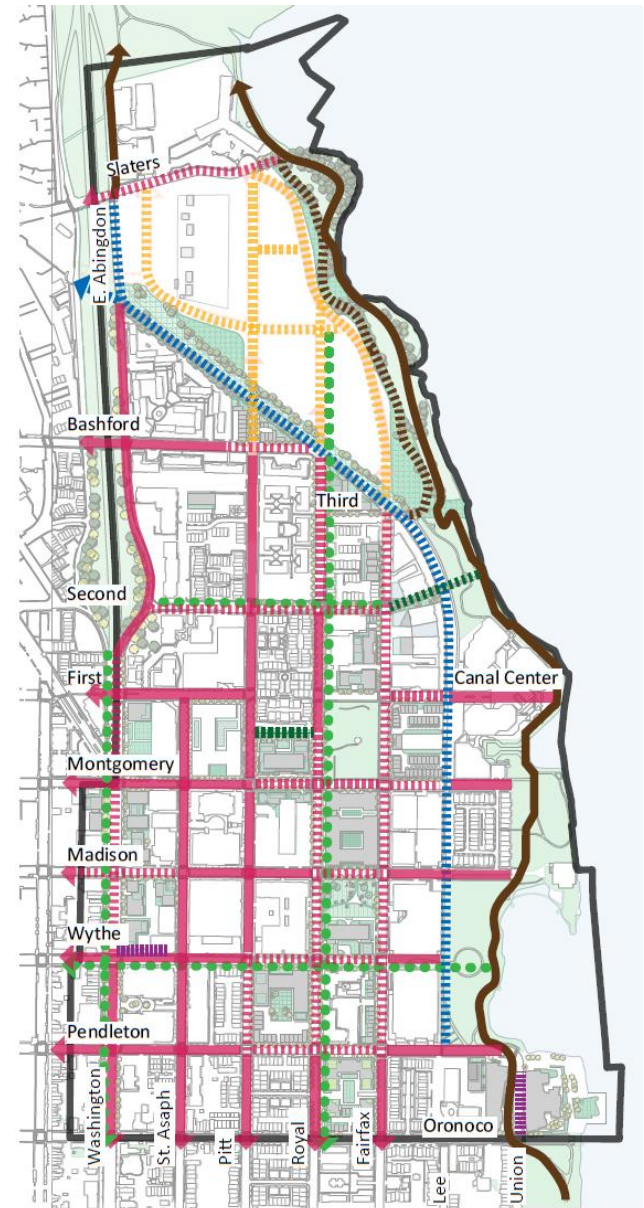 Slaters
E. Abingdon
Bashford
Third
Second
First
Canal Center
Montgomery
Madison
Wythe
Pendleton
Washington
St. Asaph
Pitt
Royal
Fairfax
Oronoco
Lee
Union